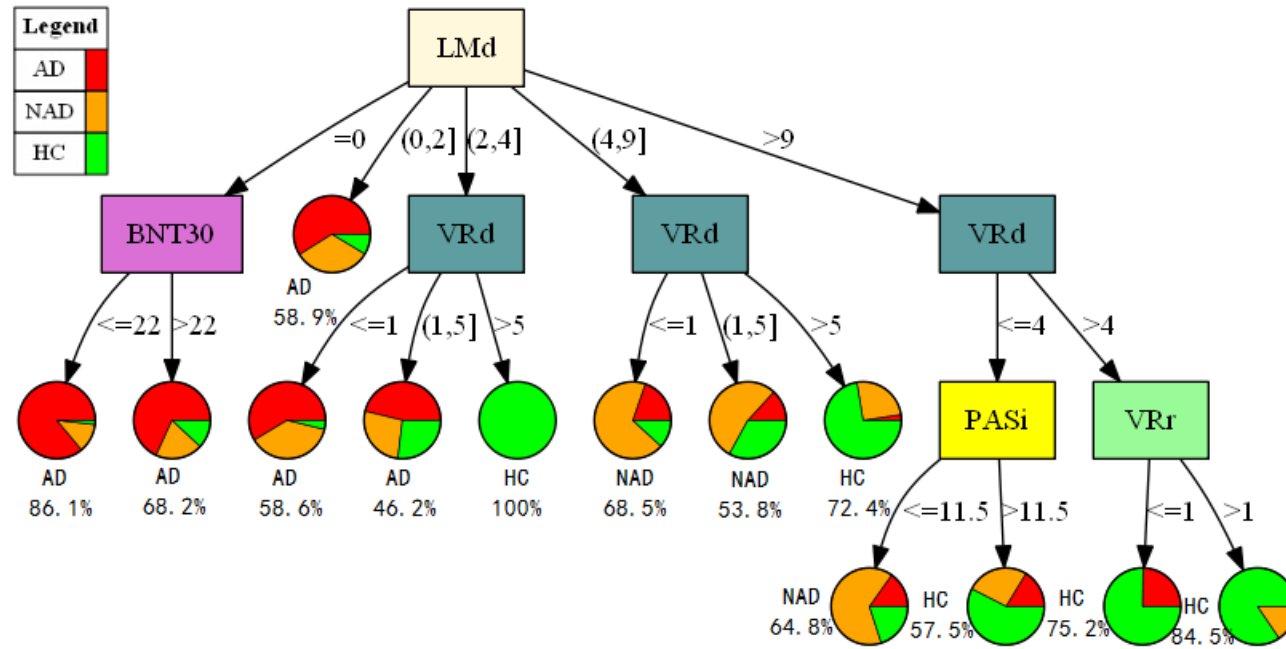 Legend
AD
NAD
HC
LMd
=0
(0,2]
(2,4]
(4,9]
>9
BNT30
VRd
VRd
VRd
AD
58.9%
<=22
>22
<=1
(1,5]
>5
<=1
(1,5]
>5
<=4
>4
PASi
VRr
AD
86.1%
AD
68.2%
AD
58.6%
AD
46.2%
HC
100%
NAD
68.5%
NAD
53.8%
HC
72.4%
<=11.5
>11.5
<=1
>1
NAD
64.8%
HC
57.5%
HC
75.2%
HC
84.5%